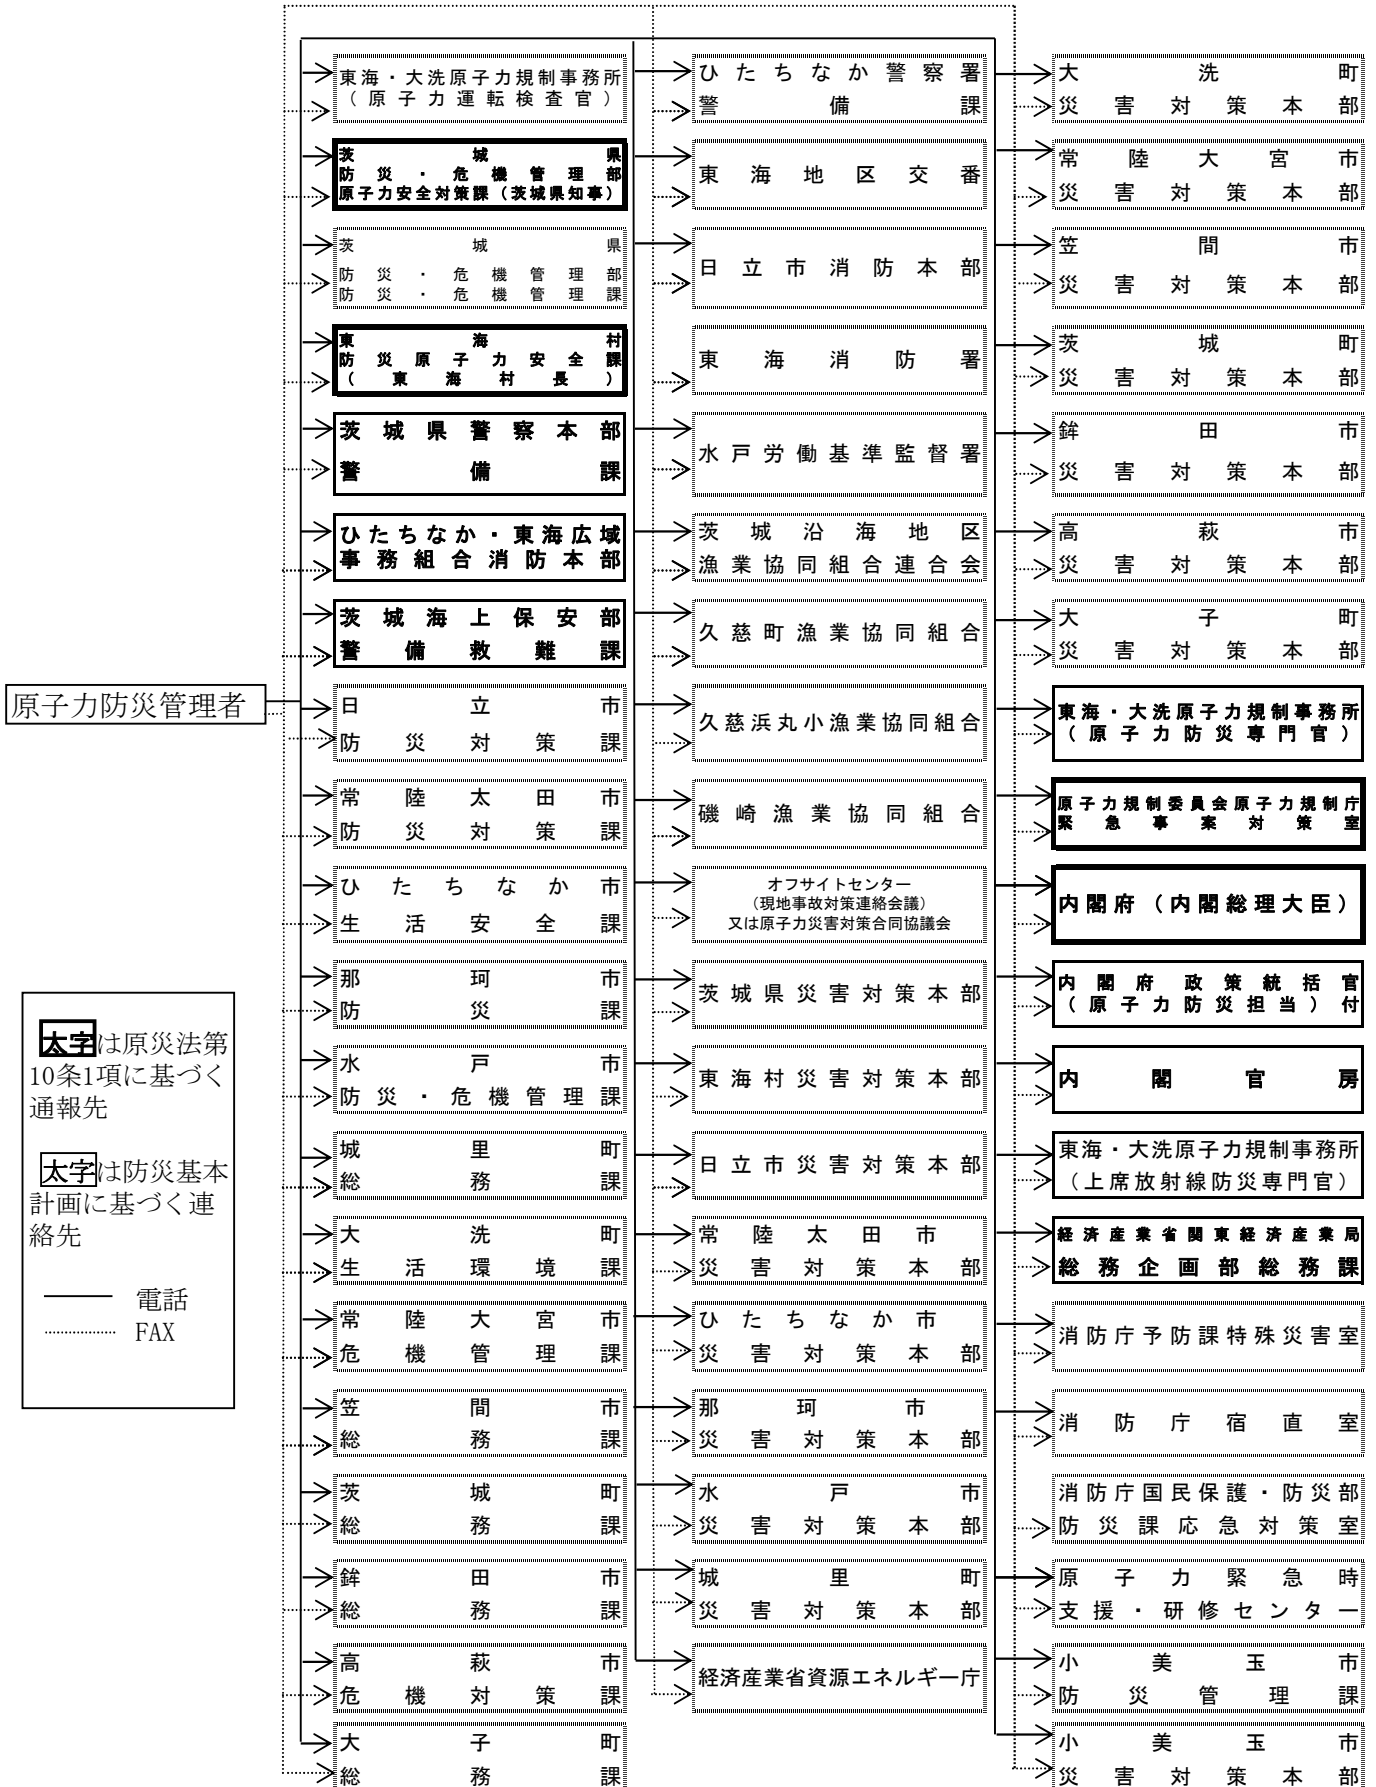 原子力防災管理者
太字は原災法第
10条1項に基づく
通報先
太字は防災基本
計画に基づく連
絡先
電話
FAX
東海・大洗原子力規制事務所
（原子力運転検査官）
茨城県
防災・危機管理部
原子力安全対策課（茨城県知事）
茨城県
防災・危機管理部
防災・危機管理課
東海村
防災原子力安全課
（東海村長）
茨城県警察本部
警備課
ひたちなか・東海広域
事務組合消防本部
茨城海上保安部
警備救難課
日立市
防災対策課
常陸太田市
防災対策課
ひたちなか市
生活安全課
那珂市
防災課
水戸市
防災・危機管理課
城里町
総務課
大洗町
生活環境課
常陸大宮市
危機管理課
笠間市
総務課
茨城町
総務課
鉾田市
総務課
高萩市
危機対策課
大子町
総務課
ひたちなか警察署
警備課
東海地区交番
日立市消防本部
東海消防署
水戸労働基準監督署
茨城沿海地区
漁業協同組合連合会
久慈町漁業協同組合
久慈浜丸小漁業協同組合
磯崎漁業協同組合
オフサイトセンター
（現地事故対策連絡会議）
又は原子力災害対策合同協議会
茨城県災害対策本部
東海村災害対策本部
日立市災害対策本部
常陸太田市
災害対策本部
ひたちなか市
災害対策本部
那珂市
災害対策本部
水戸市
災害対策本部
城里町
災害対策本部
経済産業省資源エネルギー庁
大洗町
災害対策本部
常陸大宮市
災害対策本部
笠間市
災害対策本部
茨城町
災害対策本部
鉾田市
災害対策本部
高萩市
災害対策本部
大子町
災害対策本部
東海・大洗原子力規制事務所
（原子力防災専門官）
原子力規制委員会原子力規制庁
緊急事案対策室
内閣府（内閣総理大臣）
内閣府政策統括官
（原子力防災担当）付
内閣官房
東海・大洗原子力規制事務所
（上席放射線防災専門官）
経済産業省関東経済産業局
総務企画部総務課
消防庁予防課特殊災害室
消防庁宿直室
消防庁国民保護・防災部
防災課応急対策室
原子力緊急時
支援・研修センター
小美玉市
防災管理課
小美玉市
災害対策本部